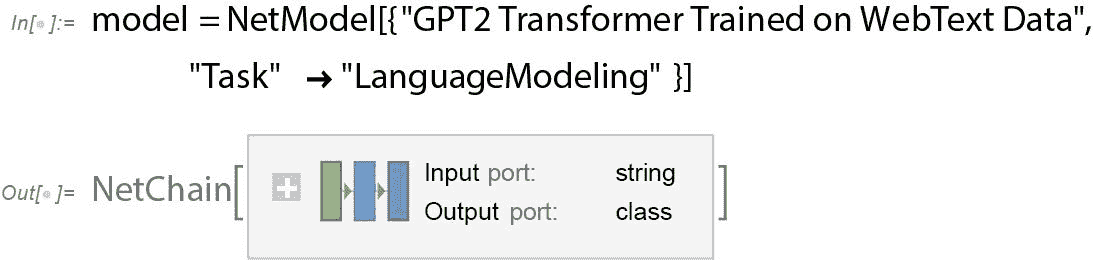 In[ ]:= model = NetModel[{"GPT2 Transformer Trained on WebText Data",
"Task" → "LanguageModeling" }]
Out[ ]= NetChain[ Input port: string ]
Output port: class